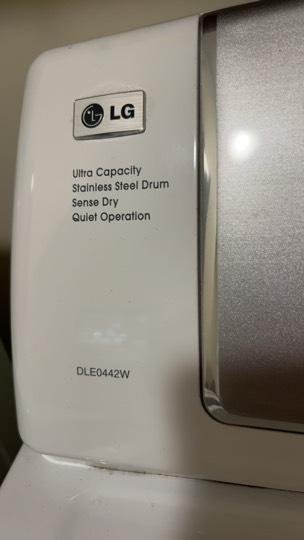 LG
Ultra Capacity
Stainless Steel Drum
Sense Dry
Quiet Operation
DLE0442W